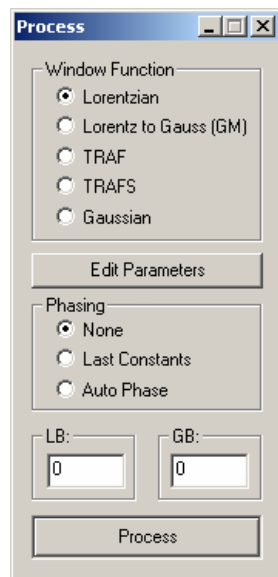 Process
Window Function
Lorentzian
Lorentz to Gauss (GM)
TRAF
TRAFS
Gaussian
Edit Parameters
Phasing
None
Last Constants
Auto Phase
LB: GB:
0 0
Process